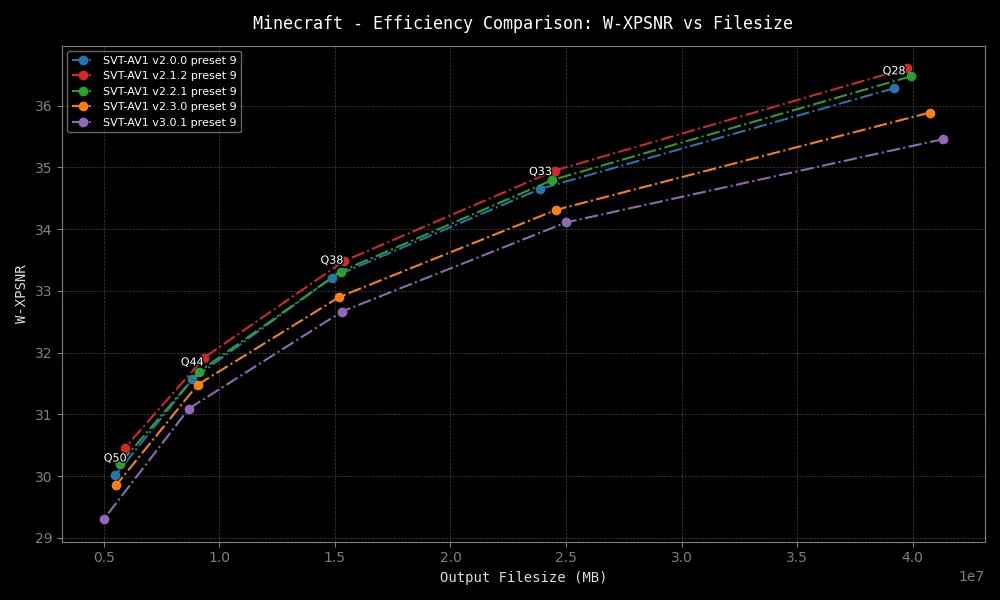 Minecraft - Efficiency Comparison: W-XPSNR vs Filesize
SVT-AV1 v2.0.0 preset 9
SVT-AV1 v2.1.2 preset 9
SVT-AV1 v2.2.1 preset 9
SVT-AV1 v2.3.0 preset 9
SVT-AV1 v3.0.1 preset 9
Q28
Q33
Q38
Q44
Q50
W-XPSNR
36
35
34
33
32
31
30
29
0.5 1.0 1.5 2.0 2.5 3.0 3.5 4.0
1e7
Output Filesize (MB)